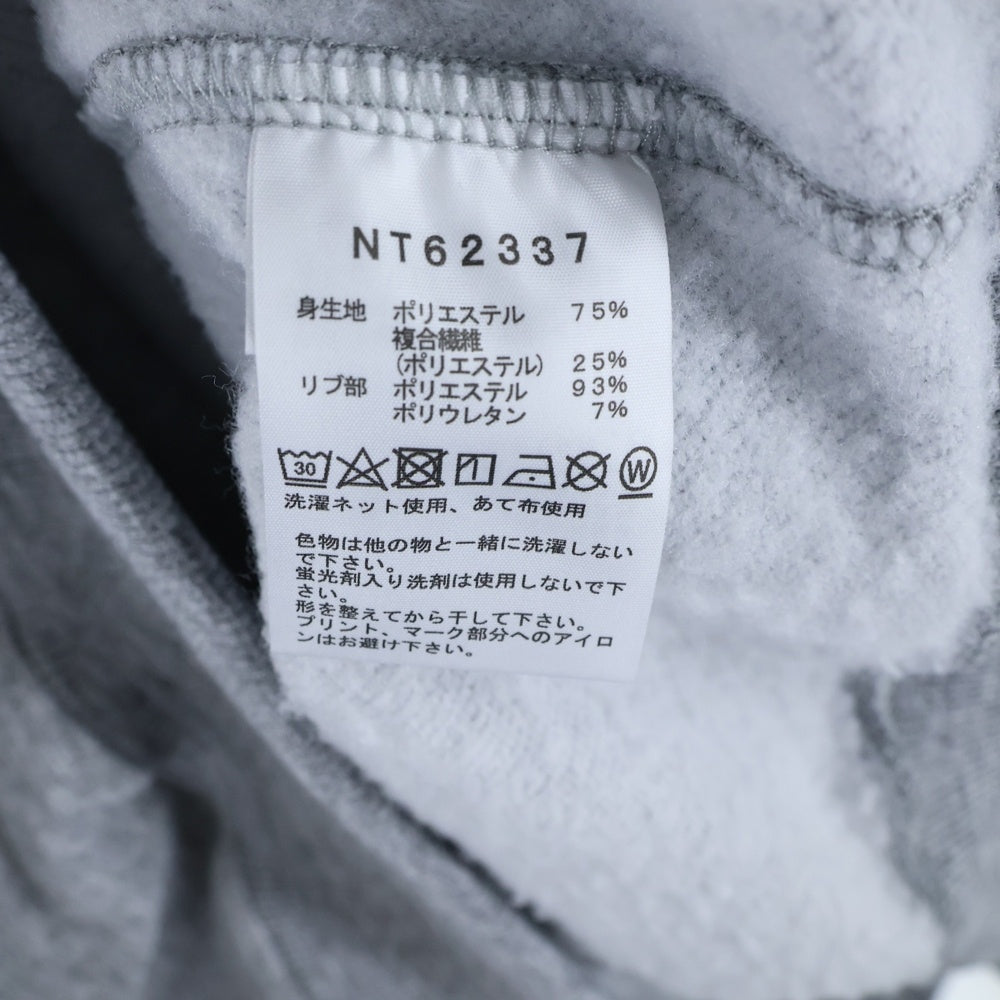 NT62337
身生地 ポリエステル 75%
複合繊維
(ポリエステル) 25%
リブ部 ポリエステル 93%
ポリウレタン 7%
30 W
洗濯ネット使用、あて布使用
色物は他の物と一緒に洗濯しない
で下さい。
蛍光剤入り洗剤は使用しないで下
さい。
形を整えてから干して下さい。
プリント、マーク部分へのアイロ
ンはお避け下さい。